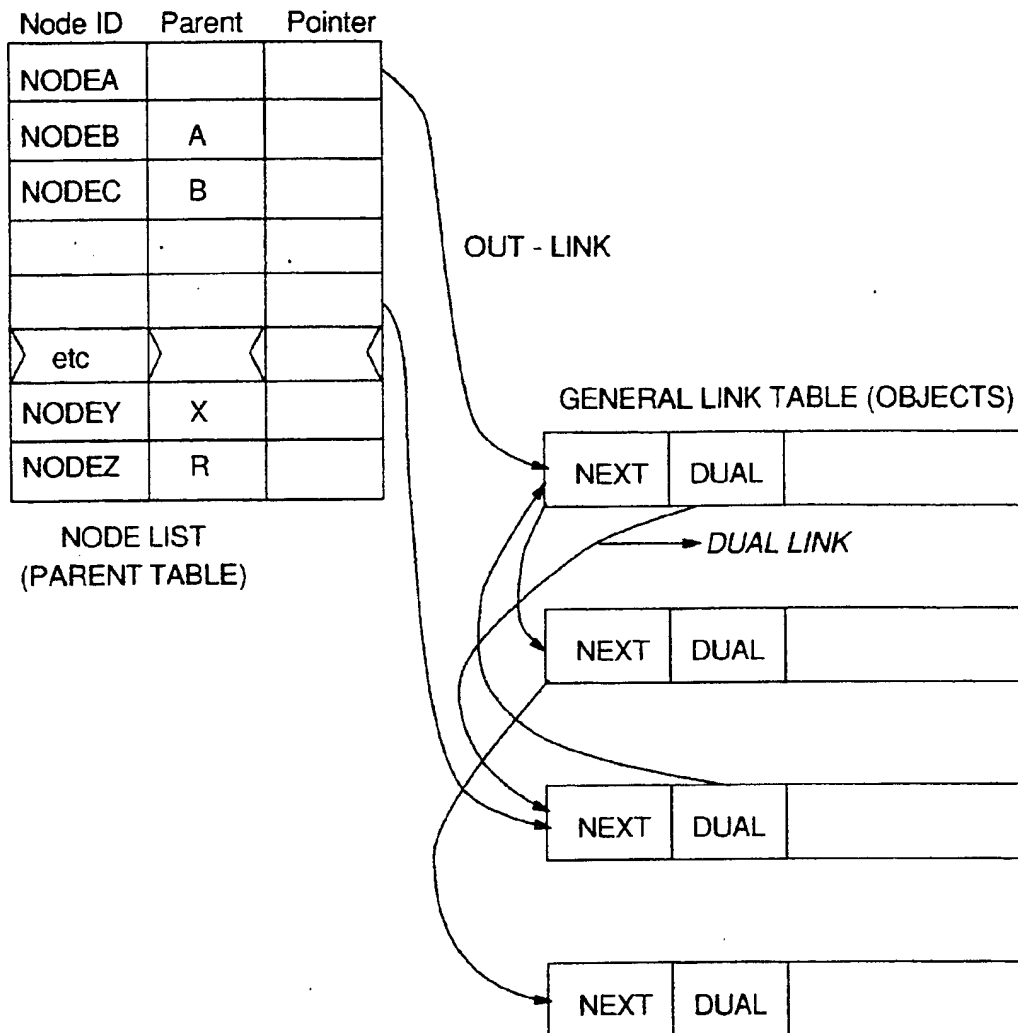 Node ID Parent Pointer
NODEA
NODEB A
NODEC B
etc
NODEY X
NODEZ R
NODE LIST
(PARENT TABLE)
OUT - LINK
GENERAL LINK TABLE (OBJECTS)
NEXT DUAL
DUAL LINK
NEXT DUAL
NEXT DUAL
NEXT DUAL